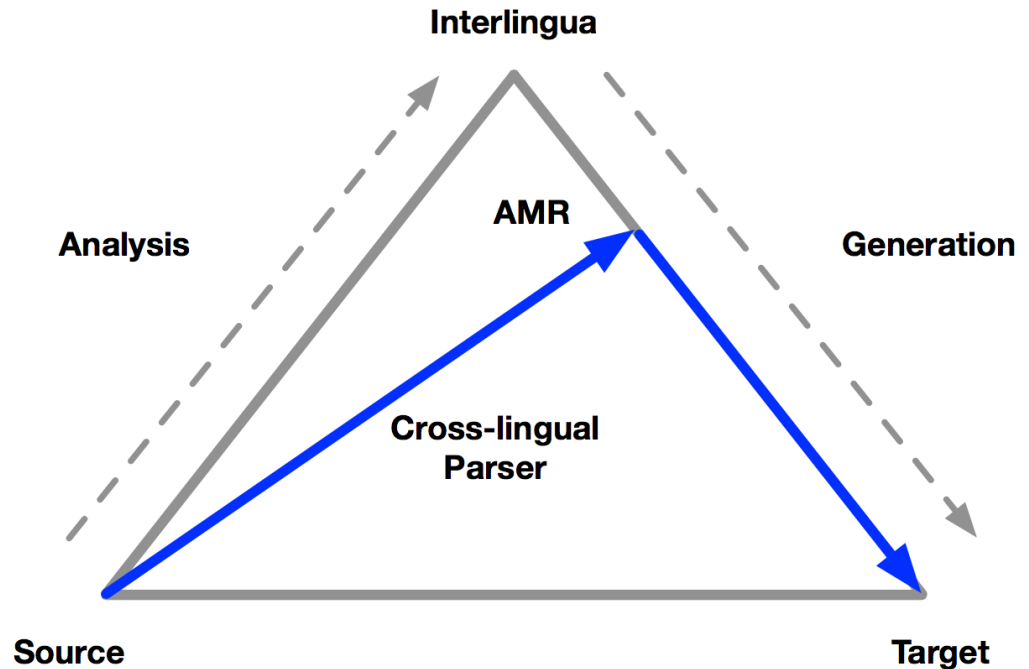 Interlingua
AMR
Analysis
Generation
Cross-lingual
Parser
Source
Target